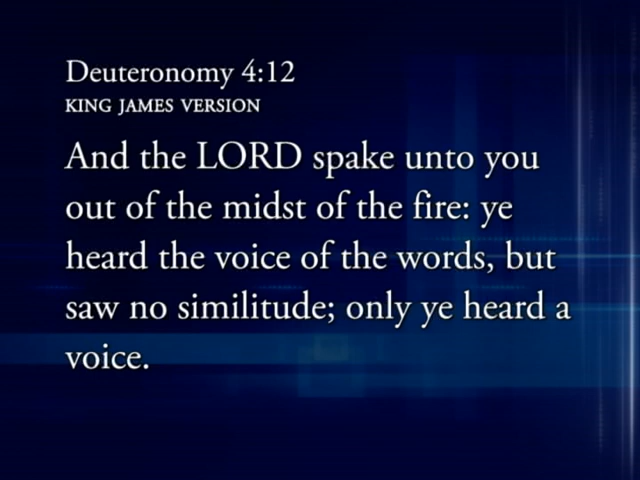 Deuteronomy 4:12
KING JAMES VERSION
And the LORD spake unto you
out of the midst of the fire: ye
heard the voice of the words, but
saw no similitude; only ye heard a
voice.